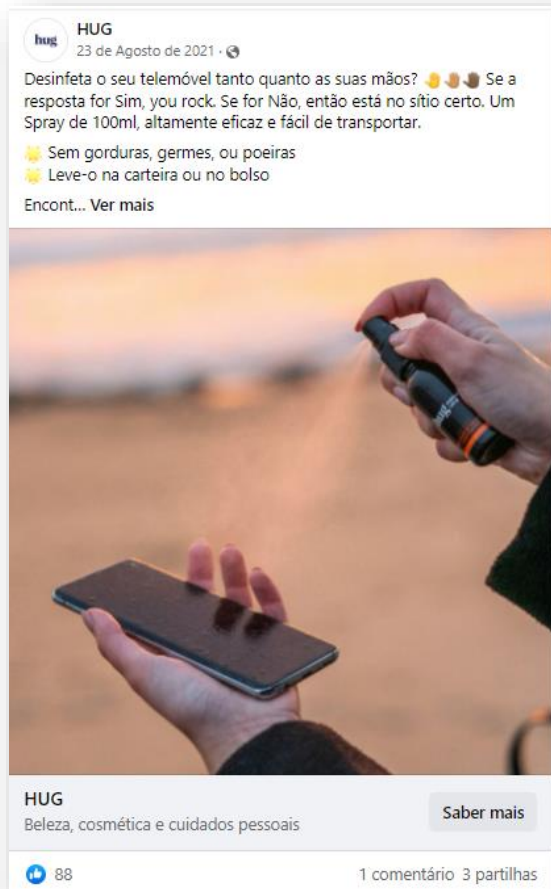 hug
HUG
23 de Agosto de 2021 ·
Desinfeta o seu telemóvel tanto quanto as suas mãos? 🤚🤚🏽🤚🏿 Se a
resposta for Sim, you rock. Se for Não, então está no sítio certo. Um
Spray de 100ml, altamente eficaz e fácil de transportar.
🌟 Sem gorduras, germes, ou poeiras
🌟 Leve-o na carteira ou no bolso
Encont... Ver mais
hug
HUG
Beleza, cosmética e cuidados pessoais
Saber mais
88
1 comentário 3 partilhas